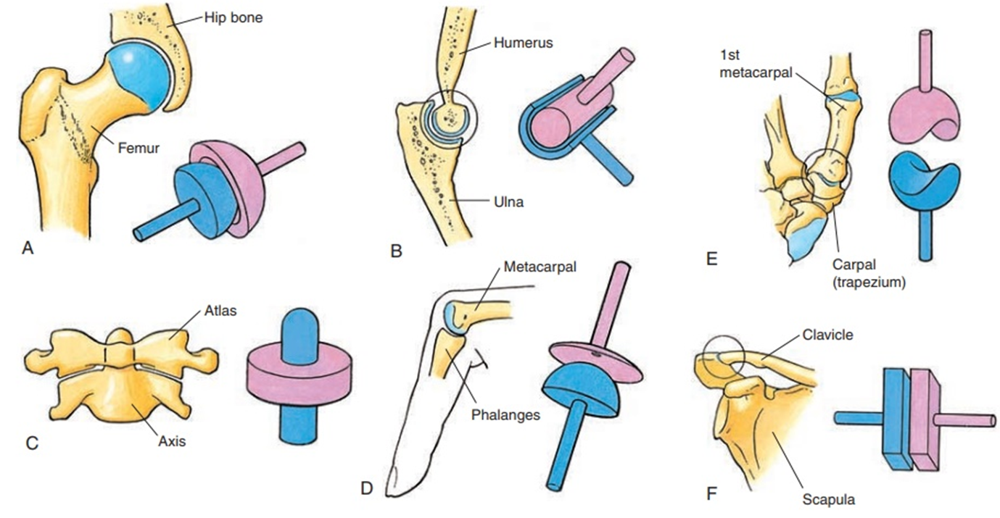 Hip bone
Femur
A
Humerus
Ulna
B
1st
metacarpal
Carpal
(trapezium)
E
Atlas
Axis
C
Metacarpal
Phalanges
D
Clavicle
Scapula
F